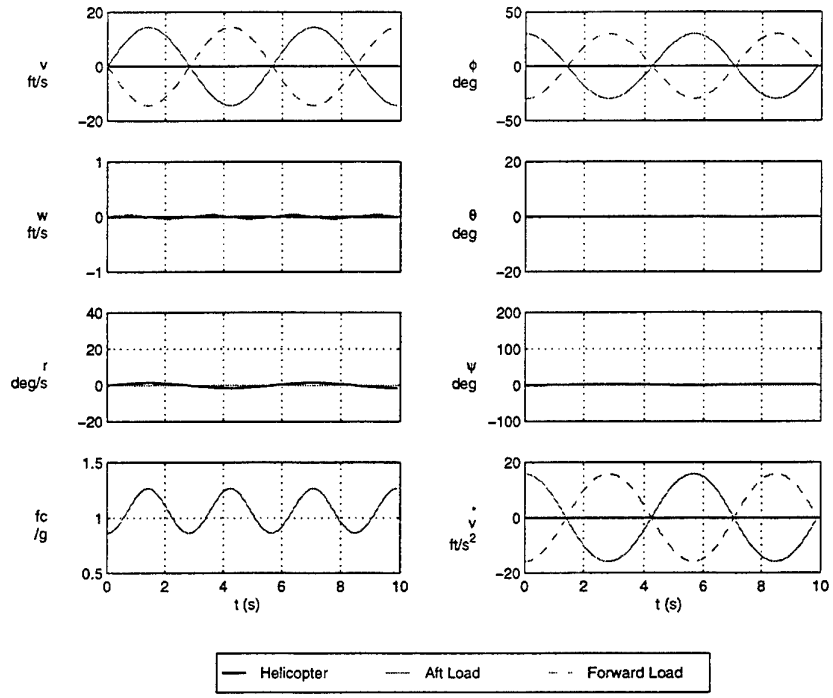 20
v
0
ft/s
-20
50
ϕ
0
deg
-50
1
w
0
ft/s
-1
20
θ
0
deg
-20
40
20
r
0
deg/s
-20
200
100
ψ
0
deg
-100
1.5
fc
1
/g
0.5
0 2 4 6 8 10
t (s)
20
v̇
0
ft/s²
-20
0 2 4 6 8 10
t (s)
Helicopter Aft Load Forward Load